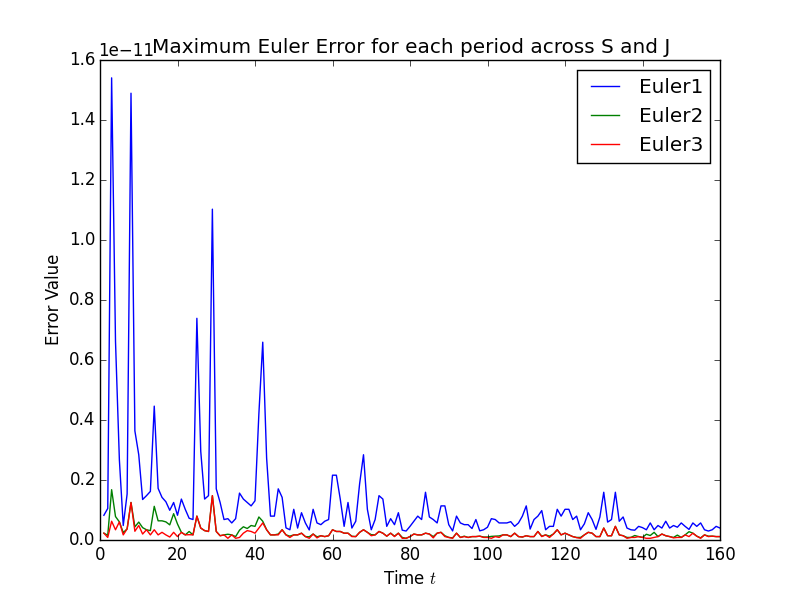 Maximum Euler Error for each period across S and J
1e−11
1.6
1.4
1.2
1.0
0.8
0.6
0.4
0.2
0.0
Error Value
Euler1
Euler2
Euler3
0 20 40 60 80 100 120 140 160
Time t